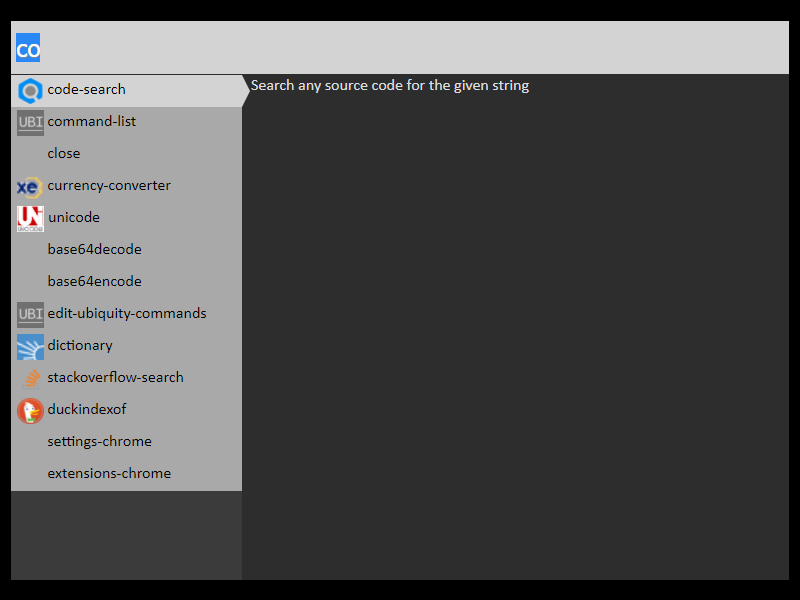 co
code-search
Search any source code for the given string
UBI command-list
close
xe currency-converter
UN unicode
base64decode
base64encode
UBI edit-ubiquity-commands
dictionary
stackoverflow-search
duckindexof
settings-chrome
extensions-chrome